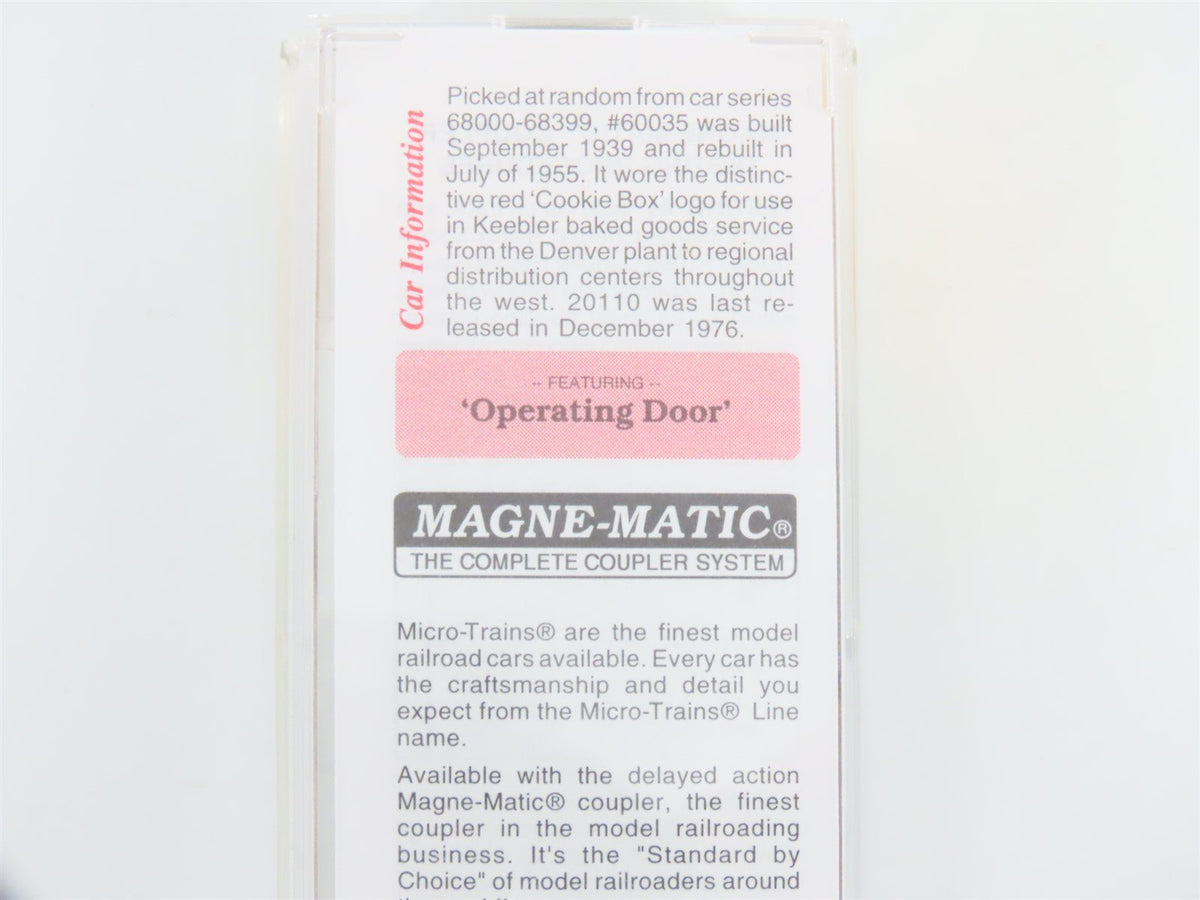 Car Information
Picked at random from car series
68000-68399, #60035 was built
September 1939 and rebuilt in
July of 1955. It wore the distinc-
tive red 'Cookie Box' logo for use
in Keebler baked goods service
from the Denver plant to regional
distribution centers throughout
the west. 20110 was last re-
leased in December 1976.
-- FEATURING --
'Operating Door'
MAGNE-MATIC®
THE COMPLETE COUPLER SYSTEM
Micro-Trains® are the finest model
railroad cars available. Every car has
the craftsmanship and detail you
expect from the Micro-Trains® Line
name.
Available with the delayed action
Magne-Matic® coupler, the finest
coupler in the model railroading
business. It's the "Standard by
Choice" of model railroaders around